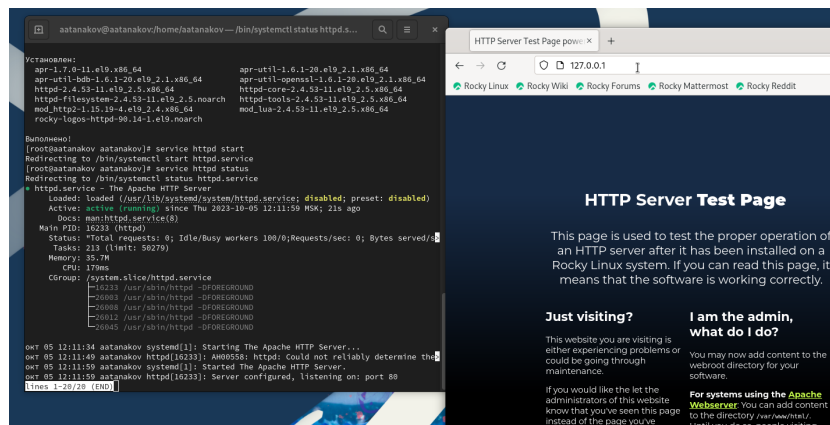 aatanakov@aatanakov:/home/aatanakov — /bin/systemctl status httpd.s...
Установлен:
apr-1.7.0-11.el9.x86_64 apr-util-1.6.1-20.el9_2.1.x86_64
apr-util-bdb-1.6.1-20.el9_2.1.x86_64 apr-util-openssl-1.6.1-20.el9_2.1.x86_64
httpd-2.4.53-11.el9_2.5.x86_64 httpd-core-2.4.53-11.el9_2.5.x86_64
httpd-filesystem-2.4.53-11.el9_2.5.noarch httpd-tools-2.4.53-11.el9_2.5.x86_64
mod_http2-1.15.19-4.el9_2.4.x86_64 mod_lua-2.4.53-11.el9_2.5.x86_64
rocky-logos-httpd-90.14-1.el9.noarch
Выполнено!
[root@aatanakov aatanakov]# service httpd start
Redirecting to /bin/systemctl start httpd.service
[root@aatanakov aatanakov]# service httpd status
Redirecting to /bin/systemctl status httpd.service
● httpd.service - The Apache HTTP Server
Loaded: loaded (/usr/lib/systemd/system/httpd.service; disabled; preset: disabled)
Active: active (running) since Thu 2023-10-05 12:11:59 MSK; 21s ago
Docs: man:httpd.service(8)
Main PID: 16233 (httpd)
Status: "Total requests: 0; Idle/Busy workers 100/0;Requests/sec: 0; Bytes served/s>
Tasks: 213 (limit: 50279)
Memory: 35.7M
CPU: 179ms
CGroup: /system.slice/httpd.service
├─16233 /usr/sbin/httpd -DFOREGROUND
├─26003 /usr/sbin/httpd -DFOREGROUND
├─26008 /usr/sbin/httpd -DFOREGROUND
├─26012 /usr/sbin/httpd -DFOREGROUND
└─26045 /usr/sbin/httpd -DFOREGROUND
окт 05 12:11:34 aatanakov systemd[1]: Starting The Apache HTTP Server...
окт 05 12:11:49 aatanakov httpd[16233]: AH00558: httpd: Could not reliably determine the>
окт 05 12:11:59 aatanakov systemd[1]: Started The Apache HTTP Server.
окт 05 12:11:59 aatanakov httpd[16233]: Server configured, listening on: port 80
lines 1-20/20 (END)
HTTP Server Test Page power
127.0.0.1
Rocky Linux Rocky Wiki Rocky Forums Rocky Mattermost Rocky Reddit
HTTP Server Test Page
This page is used to test the proper operation of
an HTTP server after it has been installed on a
Rocky Linux system. If you can read this page, it
means that the software is working correctly.
Just visiting?
This website you are visiting is
either experiencing problems or
could be going through
maintenance.
If you would like the let the
administrators of this website
know that you've seen this page
instead of the page you've
I am the admin,
what do I do?
You may now add content to the
webroot directory for your
software.
For systems using the Apache
Webserver: You can add content
to the directory /var/www/html/.